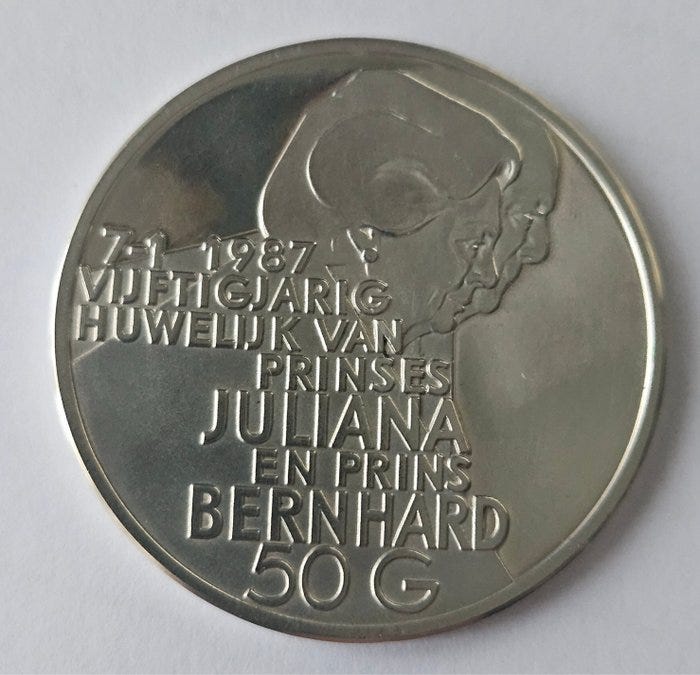 7-1 1987
VIJFTIGJARIG
HUWELIJK VAN
PRINSES
JULIANA
EN PRINS
BERNHARD
50 G